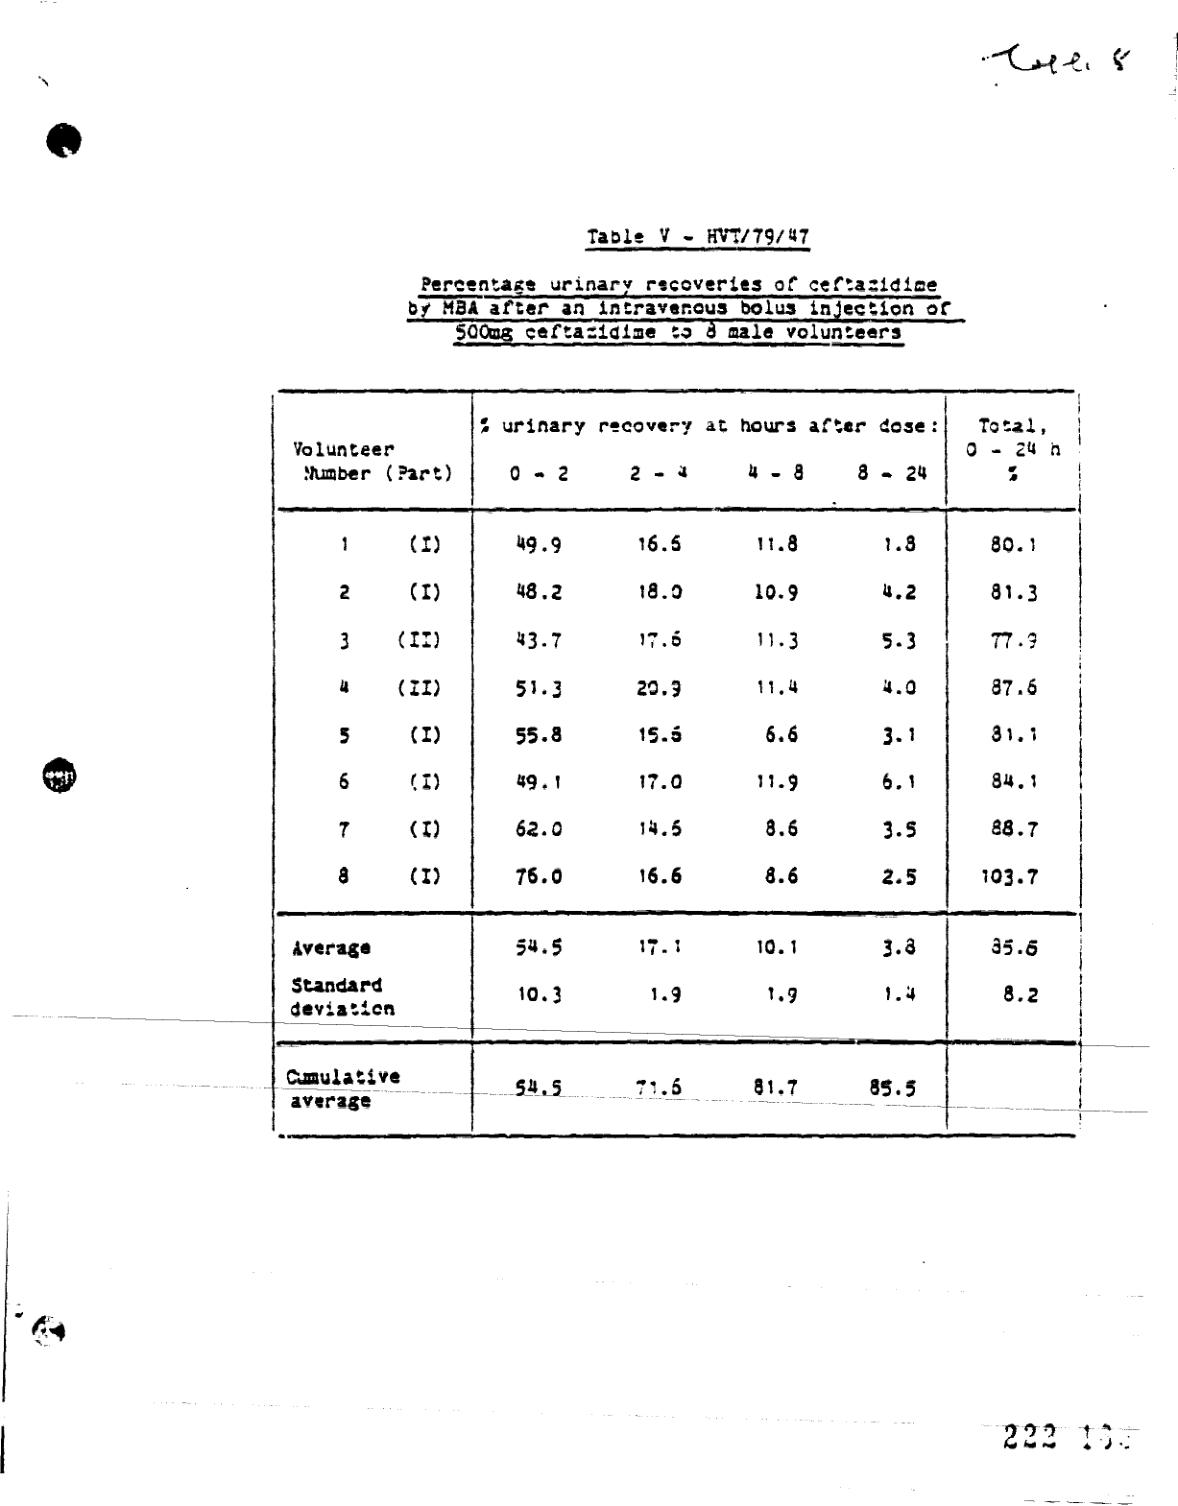 Table V - HVT/79/47
Percentage urinary recoveries of ceftazidime
by MBA after an intravenous bolus injection of
500mg ceftazidime to 8 male volunteers
% urinary recovery at hours after dose: Total,
Volunteer 0 - 24 h
Number (Part) 0 - 2 2 - 4 4 - 8 8 - 24 %
1 (I) 49.9 16.6 11.8 1.8 80.1
2 (I) 48.2 18.0 10.9 4.2 81.3
3 (II) 43.7 17.6 11.3 5.3 77.9
4 (II) 51.3 20.9 11.4 4.0 87.6
5 (I) 55.8 15.6 6.6 3.1 81.1
6 (I) 49.1 17.0 11.9 6.1 84.1
7 (I) 62.0 14.6 8.6 3.5 88.7
8 (I) 76.0 16.6 8.6 2.5 103.7
Average 54.5 17.1 10.1 3.8 85.6
Standard
deviation 10.3 1.9 1.9 1.4 8.2
Cumulative
average 54.5 71.6 81.7 85.5
222